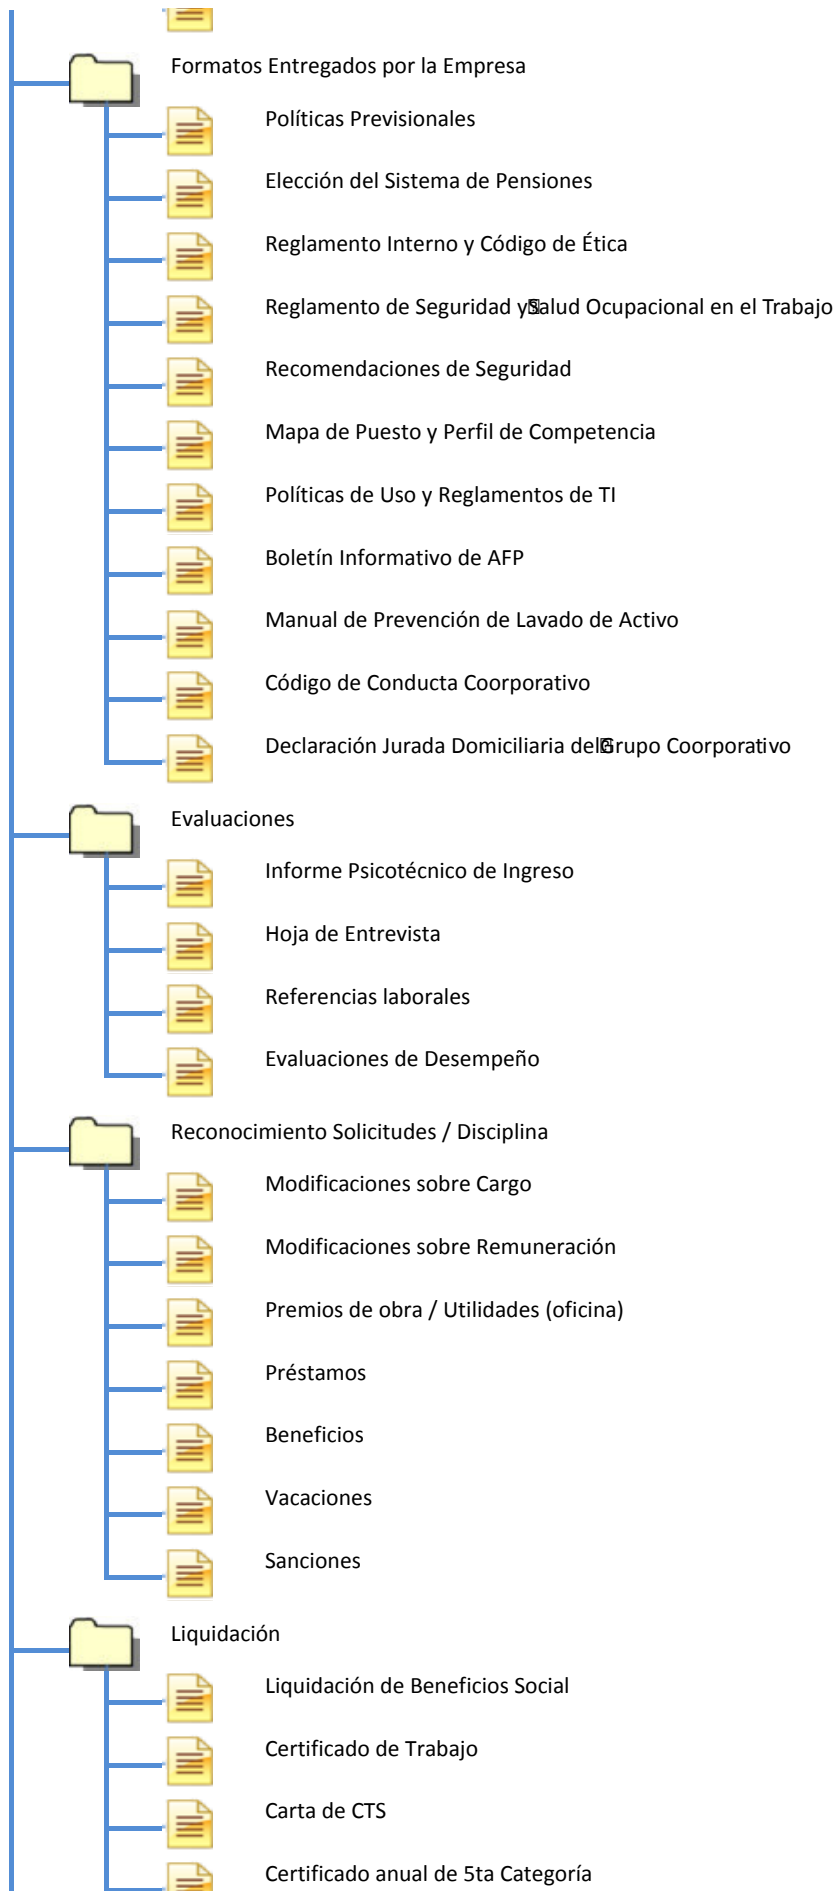 Formatos Entregados por la Empresa
Políticas Previsionales
Elección del Sistema de Pensiones
Reglamento Interno y Código de Ética
Reglamento de Seguridad y Salud Ocupacional en el Trabajo
Recomendaciones de Seguridad
Mapa de Puesto y Perfil de Competencia
Políticas de Uso y Reglamentos de TI
Boletín Informativo de AFP
Manual de Prevención de Lavado de Activo
Código de Conducta Coorporativo
Declaración Jurada Domiciliaria del Grupo Coorporativo
Evaluaciones
Informe Psicotécnico de Ingreso
Hoja de Entrevista
Referencias laborales
Evaluaciones de Desempeño
Reconocimiento Solicitudes / Disciplina
Modificaciones sobre Cargo
Modificaciones sobre Remuneración
Premios de obra / Utilidades (oficina)
Préstamos
Beneficios
Vacaciones
Sanciones
Liquidación
Liquidación de Beneficios Social
Certificado de Trabajo
Carta de CTS
Certificado anual de 5ta Categoría